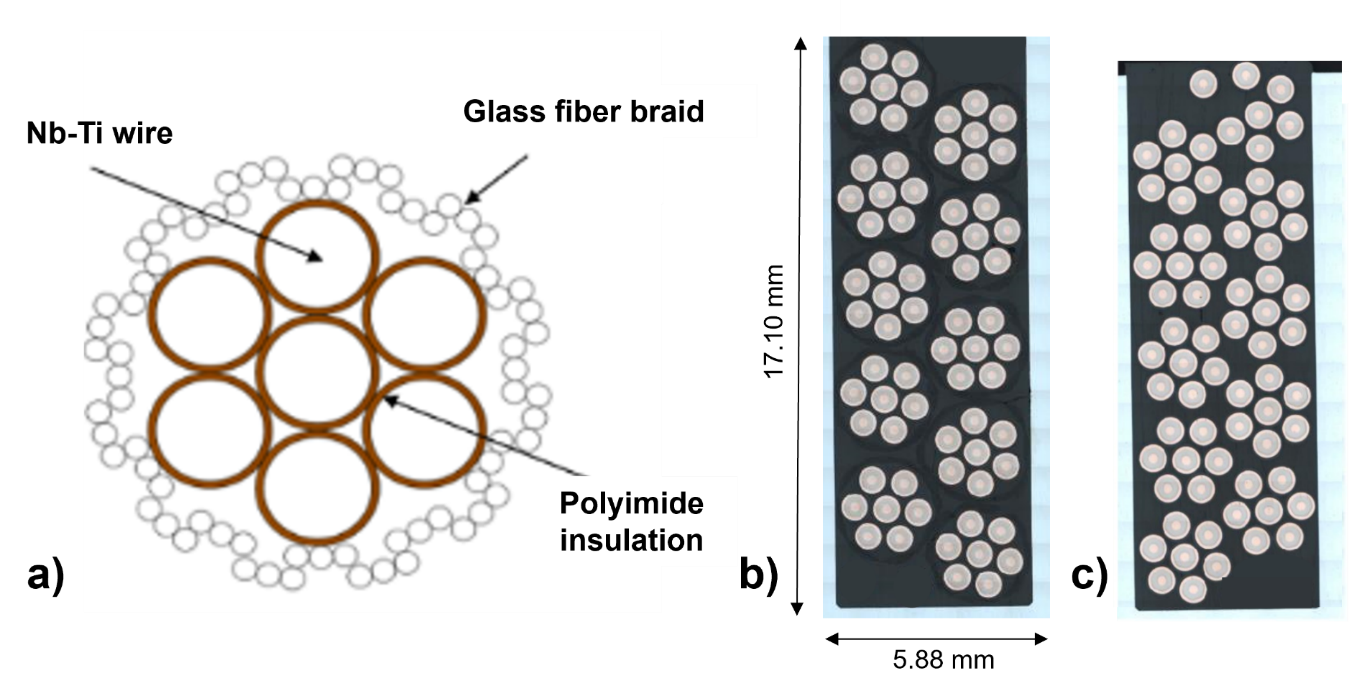 Nb-Ti wire
Glass fiber braid
Polyimide
insulation
a)
17.10 mm
b)
5.88 mm
c)